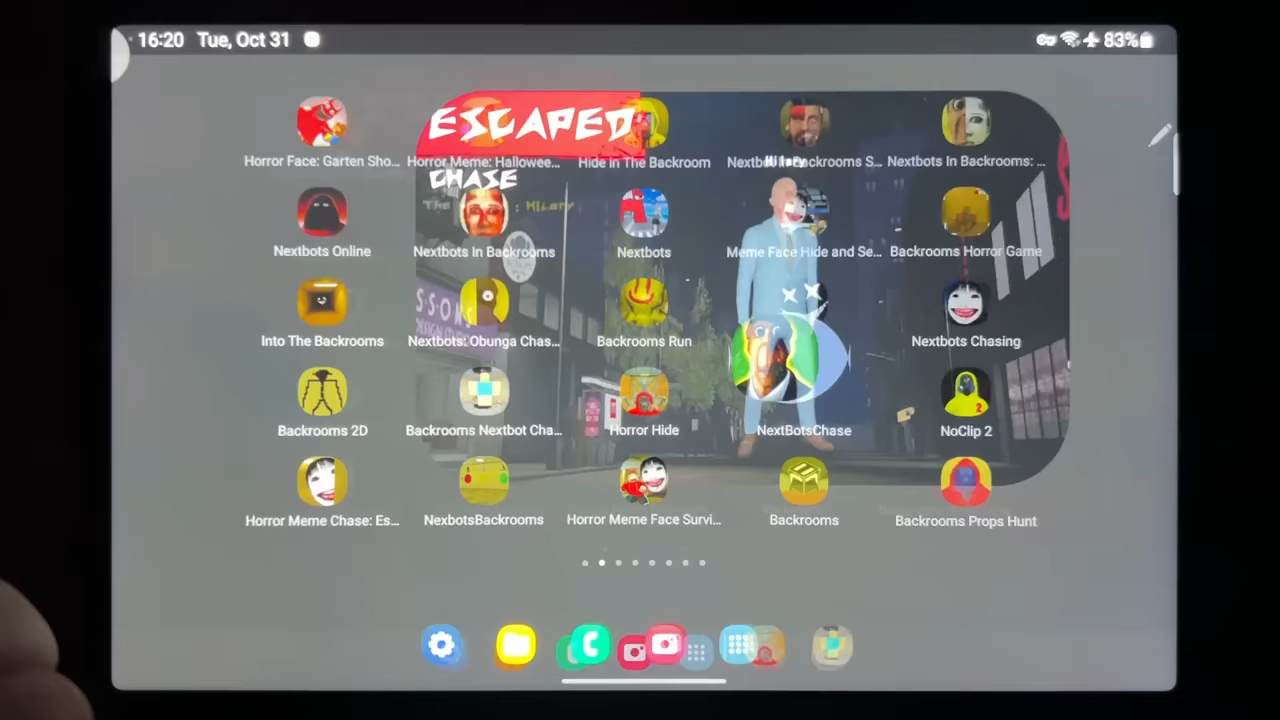 16:20 Tue, Oct 31
83%
ESCAPED
Horror Face: Garten Sho...
Horror Meme: Hallowee...
Hide In The Backroom
Nextbots In Backrooms: ...
CHASE
Nextbots Online
Nextbots In Backrooms
Nextbots
Meme Face Hide and Se...
Backrooms Horror Game
Into The Backrooms
Nextbots: Obunga Chas...
Backrooms Run
Nextbots Chasing
Backrooms 2D
Backrooms Nextbot Cha...
Horror Hide
NextBotsChase
NoClip 2
Horror Meme Chase: Es...
NexbotsBackrooms
Horror Meme Face Survi...
Backrooms
Backrooms Props Hunt